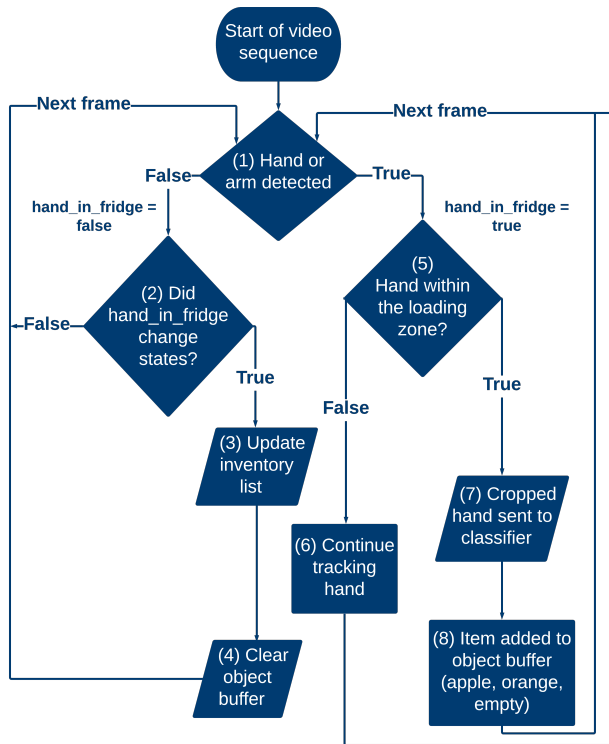 Start of video
sequence
Next frame
Next frame
(1) Hand or
arm detected
False
True
hand_in_fridge =
false
hand_in_fridge =
true
(2) Did
hand_in_fridge
change
states?
(5)
Hand within
the loading
zone?
False
True
False
True
(3) Update
inventory
list
(7) Cropped
hand sent to
classifier
(6) Continue
tracking
hand
(4) Clear
object
buffer
(8) Item added to
object buffer
(apple, orange,
empty)